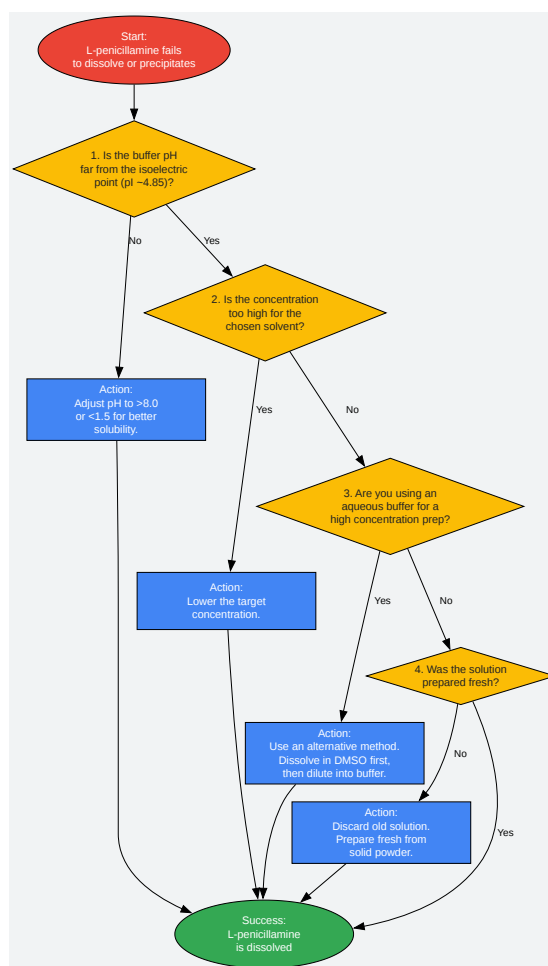 Start:
L-penicillamine fails
to dissolve or precipitates
1. Is the buffer pH
far from the isoelectric
point (pI ~4.85)?
No
Yes
2. Is the concentration
too high for the
chosen solvent?
Action:
Adjust pH to >8.0
or <1.5 for better
solubility.
Yes
No
3. Are you using an
aqueous buffer for a
high concentration prep?
Action:
Lower the target
concentration.
Yes
No
4. Was the solution
prepared fresh?
Action:
Use an alternative method.
Dissolve in DMSO first,
then dilute into buffer.
No
Action:
Discard old solution.
Prepare fresh from
solid powder.
Yes
Success:
L-penicillamine
is dissolved